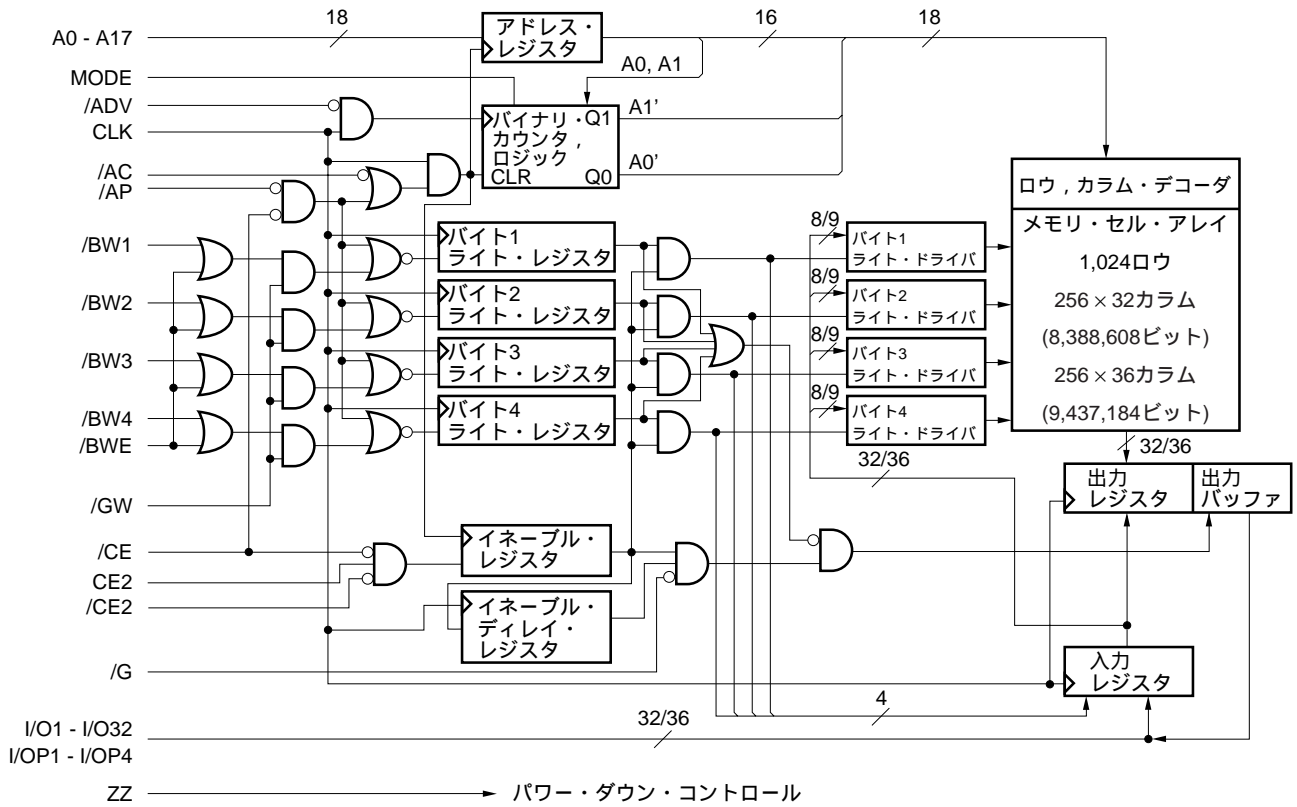 A0 - A17
18
アドレス・
レジスタ
16
18
MODE
A0, A1
/ADV
CLK
バイナリ・
カウンタ,
ロジック
CLR
Q1
Q0
A1'
A0'
/AC
/AP
/BW1
/BW2
/BW3
/BW4
/BWE
/GW
/CE
CE2
/CE2
/G
バイト1
ライト・レジスタ
バイト2
ライト・レジスタ
バイト3
ライト・レジスタ
バイト4
ライト・レジスタ
8/9
バイト1
ライト・ドライバ
8/9
バイト2
ライト・ドライバ
8/9
バイト3
ライト・ドライバ
8/9
バイト4
ライト・ドライバ
32/36
ロウ,カラム・デコーダ
メモリ・セル・アレイ
1,024ロウ
256 × 32カラム
(8,388,608ビット)
256 × 36カラム
(9,437,184ビット)
32/36
出力
レジスタ
出力
バッファ
イネーブル・
レジスタ
イネーブル・
ディレイ・
レジスタ
入力
レジスタ
4
I/O1 - I/O32
I/OP1 - I/OP4
32/36
ZZ
パワー・ダウン・コントロール